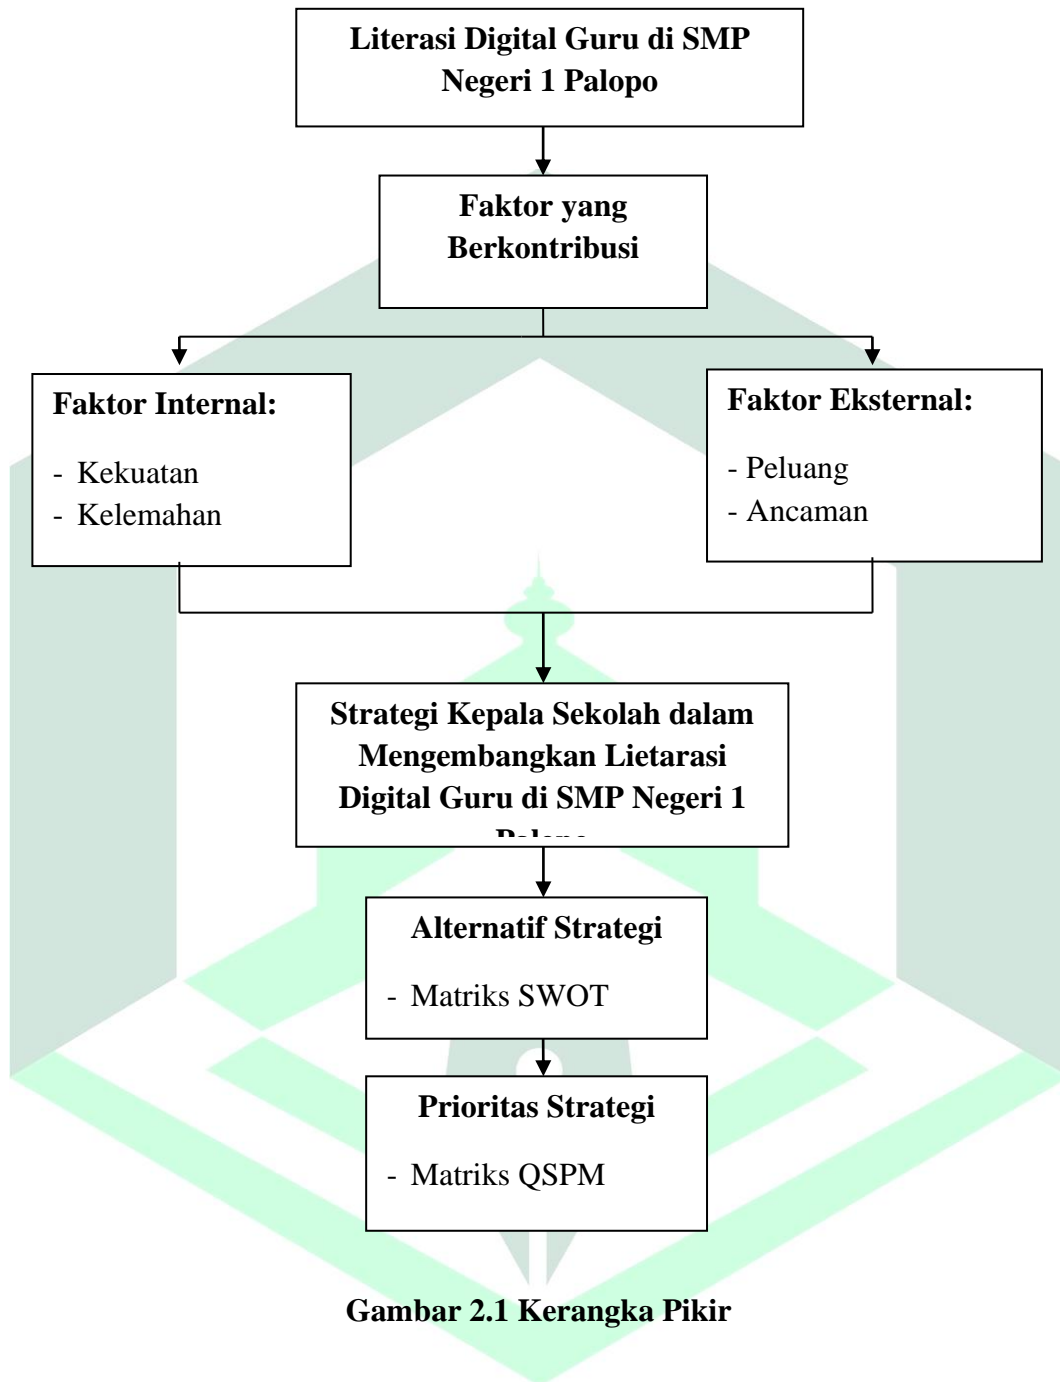 Literasi Digital Guru di SMP
Negeri 1 Palopo
Faktor yang
Berkontribusi
Faktor Internal:
- Kekuatan
- Kelemahan
Faktor Eksternal:
- Peluang
- Ancaman
Strategi Kepala Sekolah dalam
Mengembangkan Lietarasi
Digital Guru di SMP Negeri 1
Alternatif Strategi
- Matriks SWOT
Prioritas Strategi
- Matriks QSPM
Gambar 2.1 Kerangka Pikir